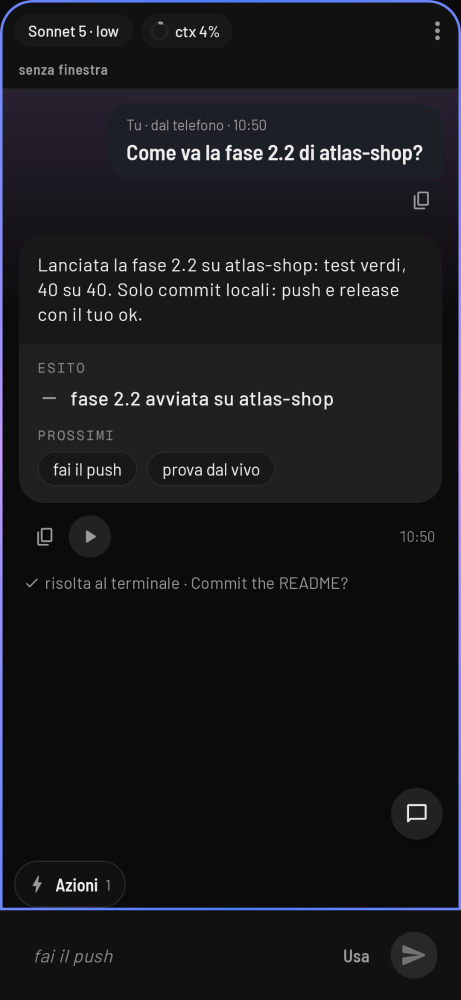 Sonnet 5 · low
ctx 4%
senza finestra
Tu · dal telefono · 10:50
Come va la fase 2.2 di atlas-shop?
Lanciata la fase 2.2 su atlas-shop: test verdi,
40 su 40. Solo commit locali: push e release
con il tuo ok.
ESITO
— fase 2.2 avviata su atlas-shop
PROSSIMI
fai il push
prova dal vivo
10:50
✓ risolta al terminale · Commit the README?
Azioni 1
fai il push
Usa